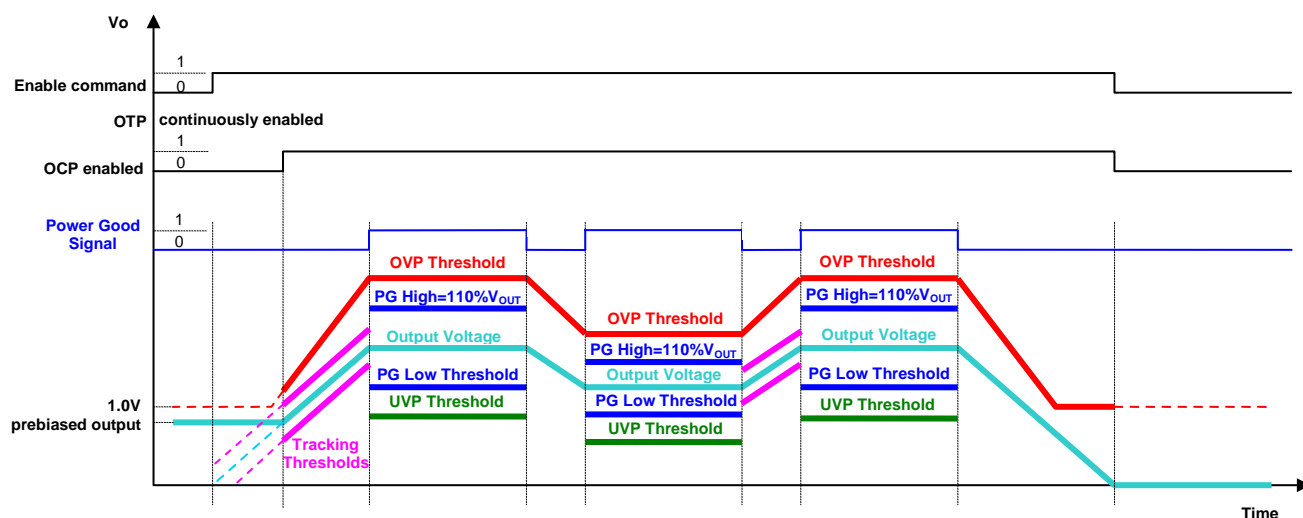 Vo
1
Enable command
0
OTP continuously enabled
1
OCP enabled
0
Power Good
Signal
1
0
OVP Threshold
OVP Threshold
PG High=110%VOUT
PG High=110%VOUT
OVP Threshold
Output Voltage
PG High=110%VOUT
Output Voltage
PG Low Threshold
Output Voltage
PG Low Threshold
UVP Threshold
PG Low Threshold
UVP Threshold
1.0V
prebiased output
UVP Threshold
Tracking
Thresholds
Time